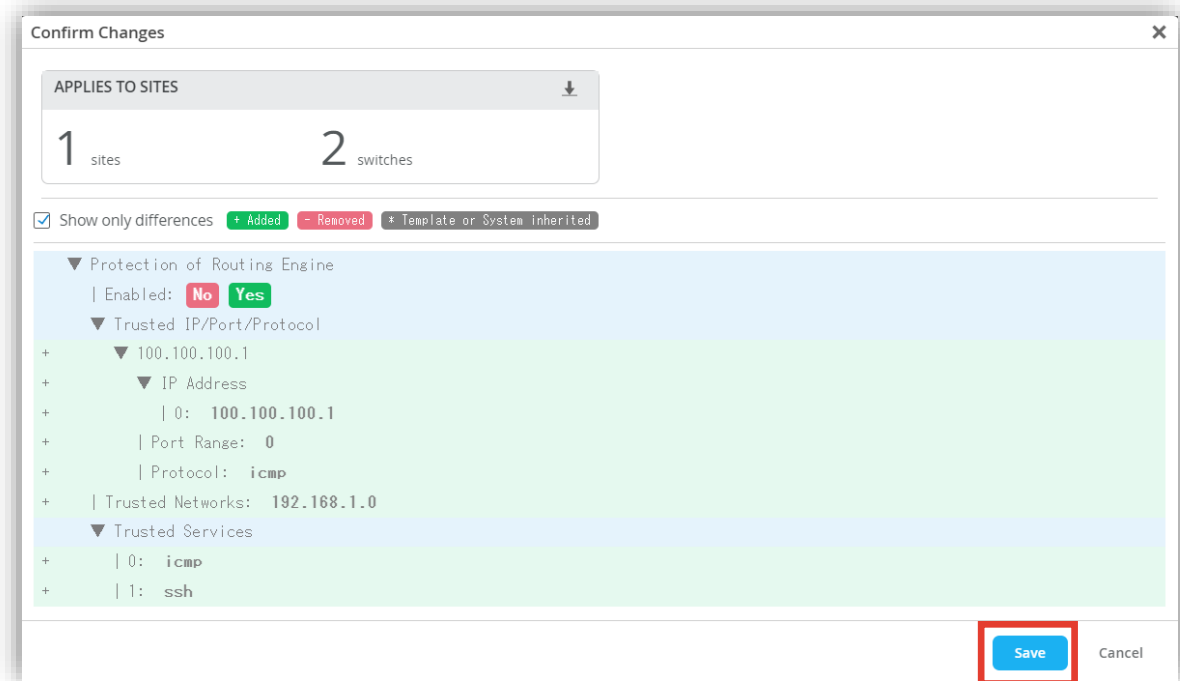 Confirm Changes
APPLIES TO SITES
1 sites 2 switches
Show only differences + Added - Removed * Template or System inherited
Protection of Routing Engine
| Enabled: No Yes
Trusted IP/Port/Protocol
+ 100.100.100.1
+ IP Address
+ | 0: 100.100.100.1
+ | Port Range: 0
+ | Protocol: icmp
+ | Trusted Networks: 192.168.1.0
Trusted Services
+ | 0: icmp
+ | 1: ssh
Save Cancel